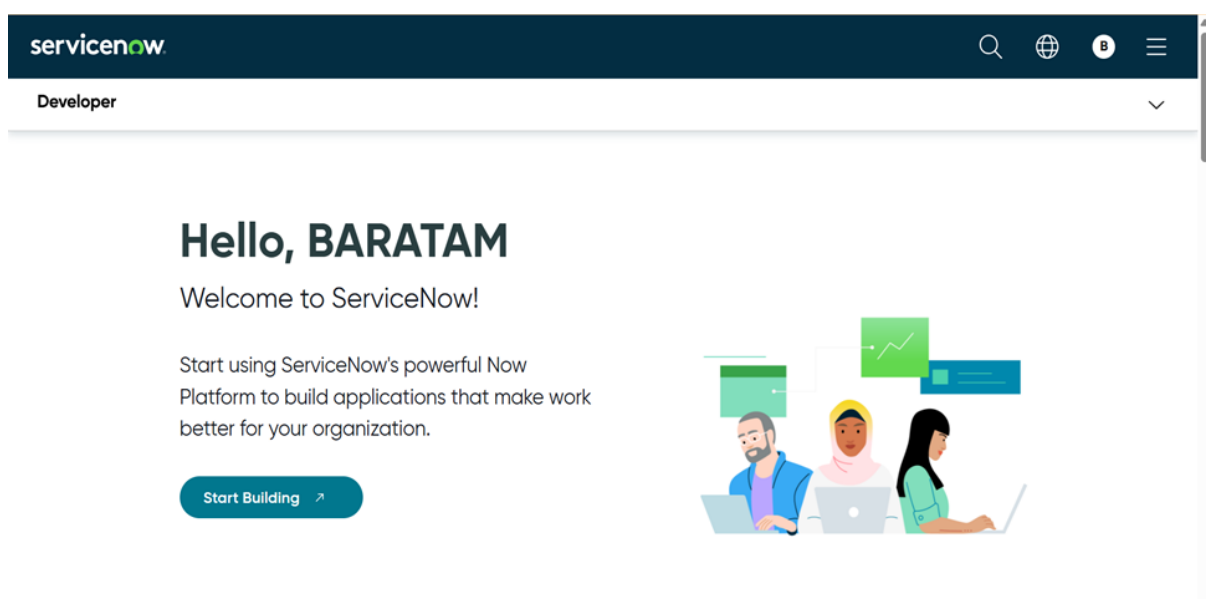 servicenow.
B
Developer
Hello, BARATAM
Welcome to ServiceNow!
Start using ServiceNow's powerful Now
Platform to build applications that make work
better for your organization.
Start Building